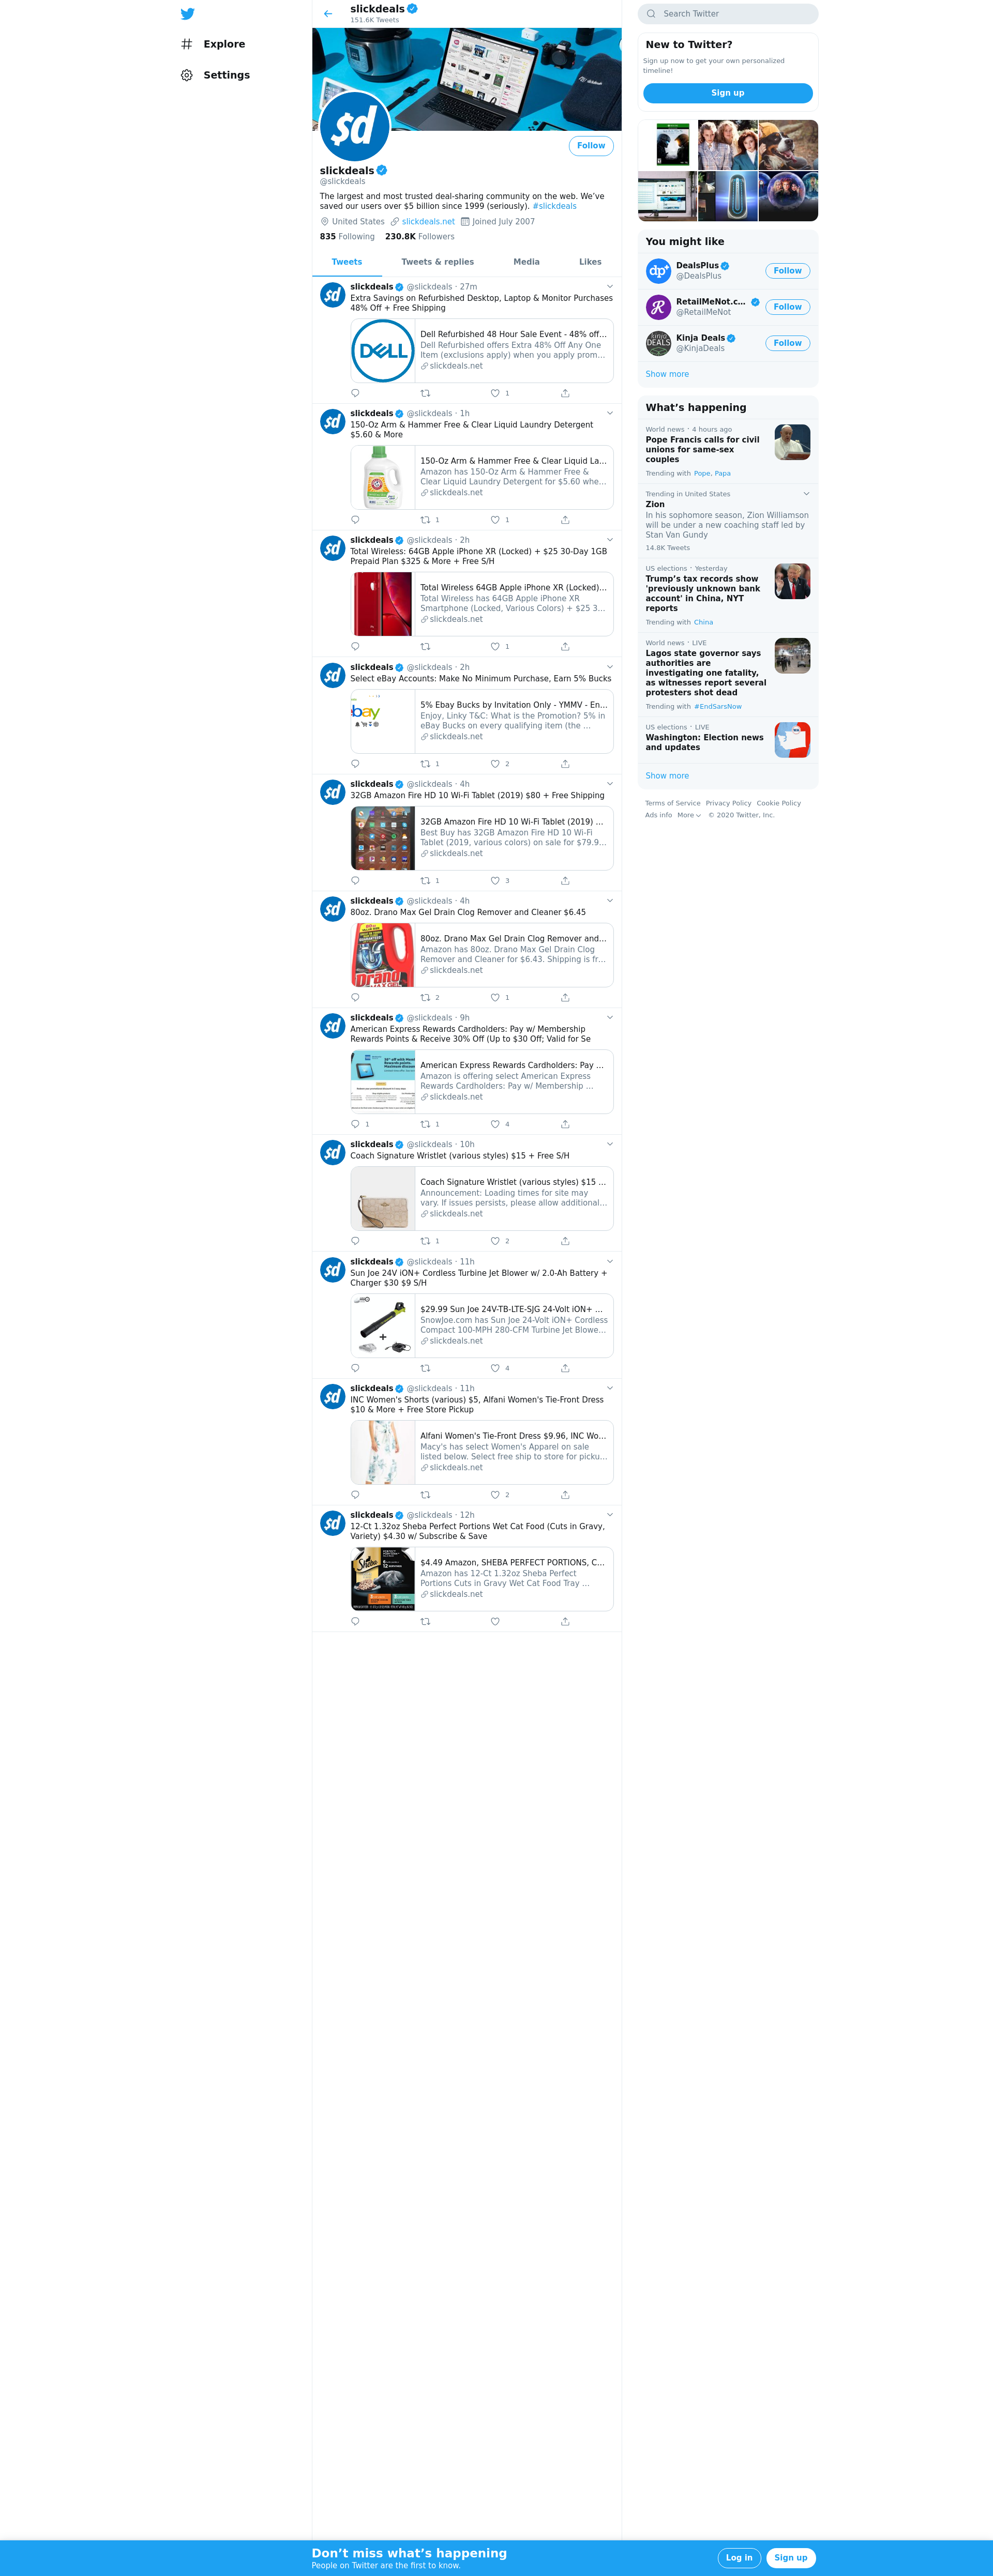 Explore
Settings
slickdeals
151.6K Tweets
$d
Follow
slickdeals
@slickdeals
The largest and most trusted deal-sharing community on the web. We've
saved our users over $5 billion since 1999 (seriously). #slickdeals
United States slickdeals.net Joined July 2007
835 Following 230.8K Followers
Tweets Tweets & replies Media Likes
slickdeals @slickdeals · 27m
Extra Savings on Refurbished Desktop, Laptop & Monitor Purchases
48% Off + Free Shipping
DELL
Dell Refurbished 48 Hour Sale Event - 48% off...
Dell Refurbished offers Extra 48% Off Any One
Item (exclusions apply) when you apply prom...
slickdeals.net
1
slickdeals @slickdeals · 1h
150-Oz Arm & Hammer Free & Clear Liquid Laundry Detergent
$5.60 & More
150-Oz Arm & Hammer Free & Clear Liquid La...
Amazon has 150-Oz Arm & Hammer Free &
Clear Liquid Laundry Detergent for $5.60 whe...
slickdeals.net
1 1
slickdeals @slickdeals · 2h
Total Wireless: 64GB Apple iPhone XR (Locked) + $25 30-Day 1GB
Prepaid Plan $325 & More + Free S/H
Total Wireless 64GB Apple iPhone XR (Locked)...
Total Wireless has 64GB Apple iPhone XR
Smartphone (Locked, Various Colors) + $25 3...
slickdeals.net
1
slickdeals @slickdeals · 2h
Select eBay Accounts: Make No Minimum Purchase, Earn 5% Bucks
bay
5% Ebay Bucks by Invitation Only - YMMV - En...
Enjoy, Linky T&C: What is the Promotion? 5% in
eBay Bucks on every qualifying item (the ...
slickdeals.net
1 2
slickdeals @slickdeals · 4h
32GB Amazon Fire HD 10 Wi-Fi Tablet (2019) $80 + Free Shipping
32GB Amazon Fire HD 10 Wi-Fi Tablet (2019) ...
Best Buy has 32GB Amazon Fire HD 10 Wi-Fi
Tablet (2019, various colors) on sale for $79.9...
slickdeals.net
1 3
slickdeals @slickdeals · 4h
80oz. Drano Max Gel Drain Clog Remover and Cleaner $6.45
Drano
80oz. Drano Max Gel Drain Clog Remover and...
Amazon has 80oz. Drano Max Gel Drain Clog
Remover and Cleaner for $6.43. Shipping is fr...
slickdeals.net
2 1
slickdeals @slickdeals · 9h
American Express Rewards Cardholders: Pay w/ Membership
Rewards Points & Receive 30% Off (Up to $30 Off; Valid for Se
American Express Rewards Cardholders: Pay ...
Amazon is offering select American Express
Rewards Cardholders: Pay w/ Membership ...
slickdeals.net
1 1 4
slickdeals @slickdeals · 10h
Coach Signature Wristlet (various styles) $15 + Free S/H
Coach Signature Wristlet (various styles) $15 ...
Announcement: Loading times for site may
vary. If issues persists, please allow additional...
slickdeals.net
1 2
slickdeals @slickdeals · 11h
Sun Joe 24V iON+ Cordless Turbine Jet Blower w/ 2.0-Ah Battery +
Charger $30 $9 S/H
$29.99 Sun Joe 24V-TB-LTE-SJG 24-Volt iON+ ...
SnowJoe.com has Sun Joe 24-Volt iON+ Cordless
Compact 100-MPH 280-CFM Turbine Jet Blowe...
slickdeals.net
4
slickdeals @slickdeals · 11h
INC Women's Shorts (various) $5, Alfani Women's Tie-Front Dress
$10 & More + Free Store Pickup
Alfani Women's Tie-Front Dress $9.96, INC Wo...
Macy's has select Women's Apparel on sale
listed below. Select free ship to store for picku...
slickdeals.net
2
slickdeals @slickdeals · 12h
12-Ct 1.32oz Sheba Perfect Portions Wet Cat Food (Cuts in Gravy,
Variety) $4.30 w/ Subscribe & Save
Sheba
$4.49 Amazon, SHEBA PERFECT PORTIONS, C...
Amazon has 12-Ct 1.32oz Sheba Perfect
Portions Cuts in Gravy Wet Cat Food Tray ...
slickdeals.net
Search Twitter
New to Twitter?
Sign up now to get your own personalized
timeline!
Sign up
You might like
DealsPlus
@DealsPlus
Follow
RetailMeNot.c...
@RetailMeNot
Follow
Kinja Deals
@KinjaDeals
Follow
Show more
What's happening
World news · 4 hours ago
Pope Francis calls for civil
unions for same-sex
couples
Trending with Pope, Papa
Trending in United States
Zion
In his sophomore season, Zion Williamson
will be under a new coaching staff led by
Stan Van Gundy
14.8K Tweets
US elections · Yesterday
Trump's tax records show
'previously unknown bank
account' in China, NYT
reports
Trending with China
World news · LIVE
Lagos state governor says
authorities are
investigating one fatality,
as witnesses report several
protesters shot dead
Trending with #EndSarsNow
US elections · LIVE
Washington: Election news
and updates
Show more
Terms of Service Privacy Policy Cookie Policy
Ads info More © 2020 Twitter, Inc.
Don't miss what's happening
People on Twitter are the first to know.
Log in Sign up